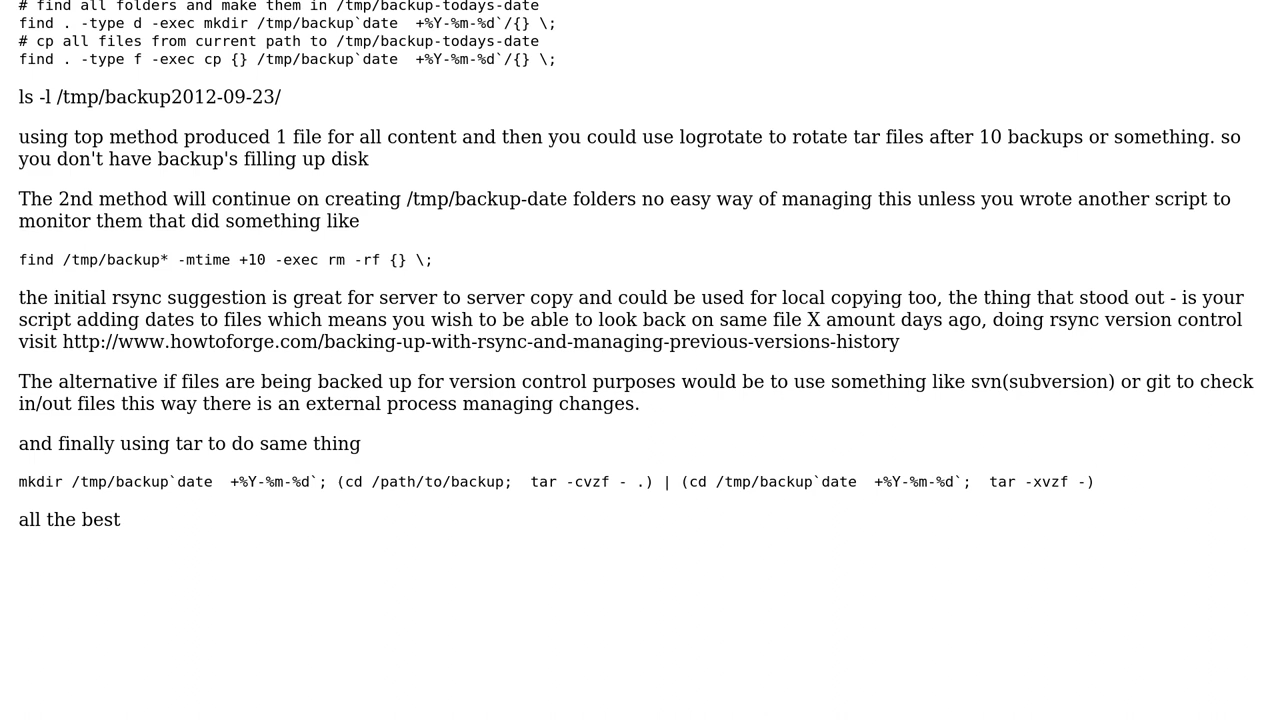 # find all folders and make them in /tmp/backup-todays-date
find . -type d -exec mkdir /tmp/backup`date  +%Y-%m-%d`/{} \;
# cp all files from current path to /tmp/backup-todays-date
find . -type f -exec cp {} /tmp/backup`date  +%Y-%m-%d`/{} \;
ls -l /tmp/backup2012-09-23/
using top method produced 1 file for all content and then you could use logrotate to rotate tar files after 10 backups or something. so
you don't have backup's filling up disk
The 2nd method will continue on creating /tmp/backup-date folders no easy way of managing this unless you wrote another script to
monitor them that did something like
find /tmp/backup* -mtime +10 -exec rm -rf {} \;
the initial rsync suggestion is great for server to server copy and could be used for local copying too, the thing that stood out - is your
script adding dates to files which means you wish to be able to look back on same file X amount days ago, doing rsync version control
visit http://www.howtoforge.com/backing-up-with-rsync-and-managing-previous-versions-history
The alternative if files are being backed up for version control purposes would be to use something like svn(subversion) or git to check
in/out files this way there is an external process managing changes.
and finally using tar to do same thing
mkdir /tmp/backup`date  +%Y-%m-%d`; (cd /path/to/backup;  tar -cvzf - .) | (cd /tmp/backup`date  +%Y-%m-%d`;  tar -xvzf -)
all the best